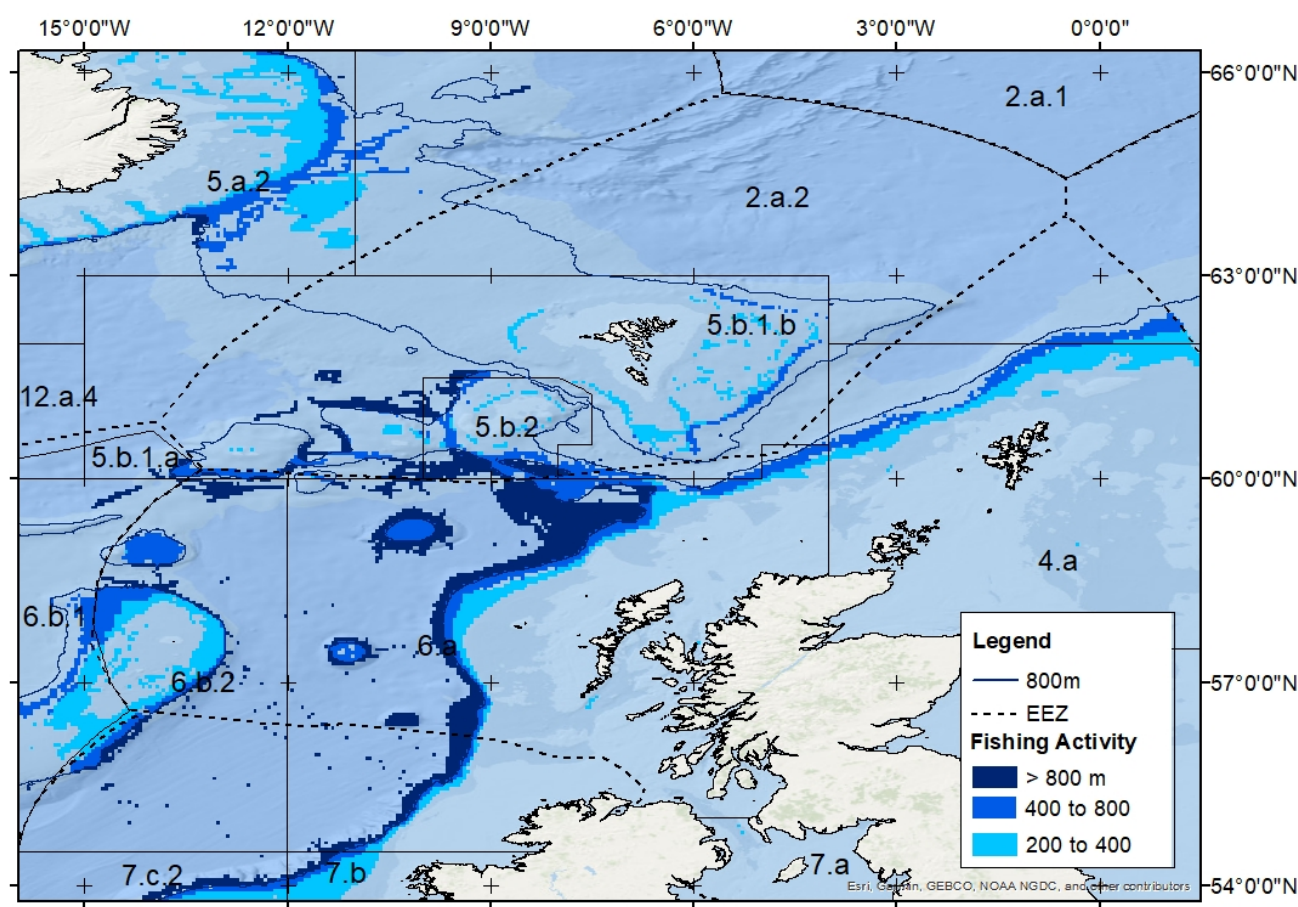 15°0'0"W 12°0'0"W 9°0'0"W 6°0'0"W 3°0'0"W 0°0'0"
66°0'0"N
2.a.1
5.a.2
2.a.2
63°0'0"N
5.b.1.b
12.a.4
5.b.2
5.b.1.a
60°0'0"N
4.a
6.b.1
6.a
6.b.2
57°0'0"N
Legend
800m
EEZ
Fishing Activity
> 800 m
400 to 800
200 to 400
7.c.2
7.b
7.a
Esri, Garmin, GEBCO, NOAA NGDC, and other contributors
54°0'0"N